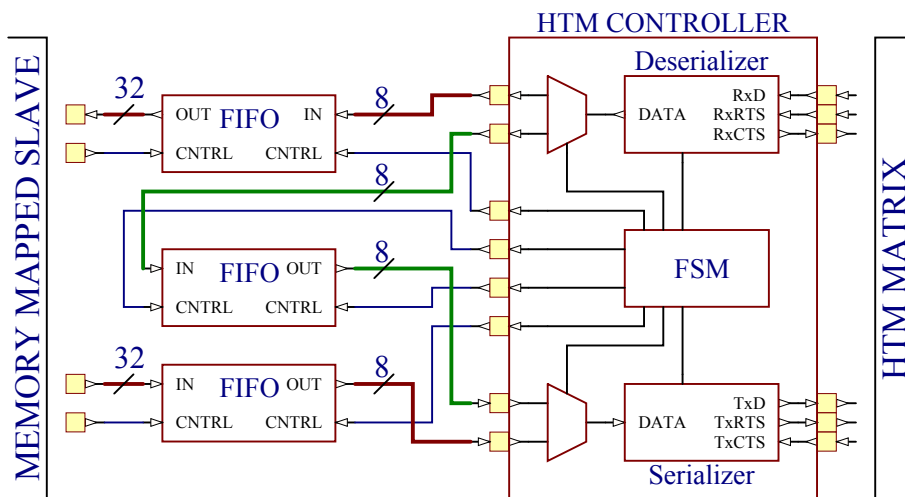 HTM CONTROLLER
MEMORY MAPPED SLAVE
HTM MATRIX
Deserializer
32
OUT
FIFO
IN
8
CNTRL
CNTRL
DATA
RxD
RxRTS
RxCTS
8
IN
FIFO
OUT
8
CNTRL
CNTRL
FSM
32
IN
FIFO
OUT
8
CNTRL
CNTRL
DATA
TxD
TxRTS
TxCTS
Serializer